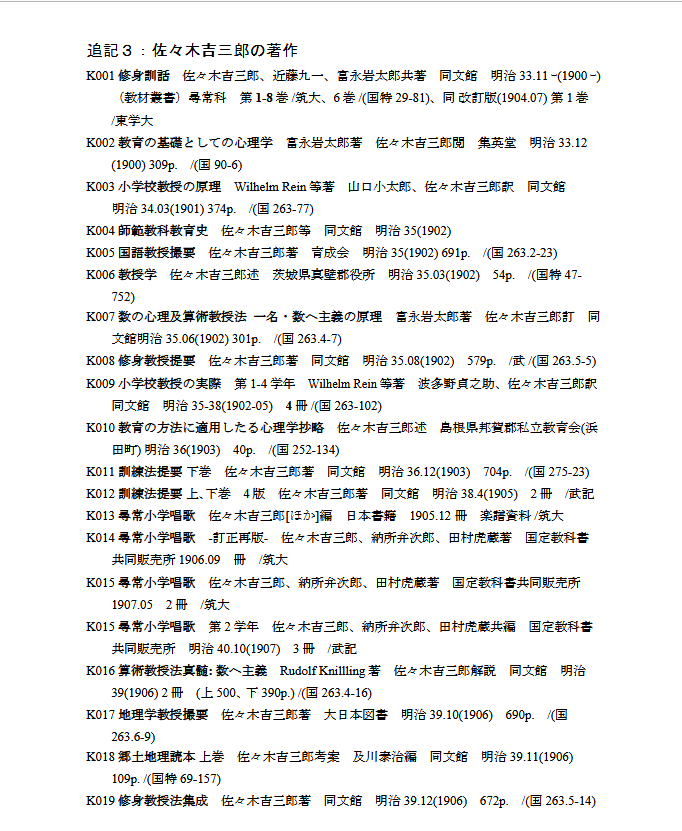 追記３：佐々木吉三郎の著作
K001 修身訓話　佐々木吉三郎、近藤九一、富永岩太郎共著　同文館　明治 33.11 ~(1900 ~)
（教材叢書）尋常科　第 1-8 巻 /筑大、6 巻 /(国特 29-81)、同 改訂版(1904.07) 第 1 巻
/東学大
K002 教育の基礎としての心理学　富永岩太郎著　佐々木吉三郎閲　集英堂　明治 33.12
(1900) 309p.　/(国 90-6)
K003 小学校教授の原理　Wilhelm Rein 等著　山口小太郎、佐々木吉三郎訳　同文館
明治 34.03(1901) 374p.　/(国 263-77)
K004 師範教科教育史　佐々木吉三郎等　同文館　明治 35(1902)
K005 国語教授撮要　佐々木吉三郎著　育成会　明治 35(1902) 691p.　/(国 263.2-23)
K006 教授学　佐々木吉三郎述　茨城県真壁郡役所　明治 35.03(1902)　54p.　/(国特 47-
752)
K007 数の心理及算術教授法 一名・数へ主義の原理　富永岩太郎著　佐々木吉三郎訂　同
文館明治 35.06(1902) 301p.　/(国 263.4-7)
K008 修身教授提要　佐々木吉三郎著　同文館　明治 35.08(1902)　579p.　/武 /(国 263.5-5)
K009 小学校教授の実際　第 1-4 学年　Wilhelm Rein 等著　波多野貞之助、佐々木吉三郎訳
同文館　明治 35-38(1902-05)　4 冊 /(国 263-102)
K010 教育の方法に適用したる心理学抄略　佐々木吉三郎述　島根県邦賀郡私立教育会(浜
田町) 明治 36(1903)　40p.　/(国 252-134)
K011 訓練法提要 下巻　佐々木吉三郎著　同文館　明治 36.12(1903)　704p.　/(国 275-23)
K012 訓練法提要 上、下巻　4 版　佐々木吉三郎著　同文館　明治 38.4(1905)　2 冊　/武記
K013 尋常小学唱歌　佐々木吉三郎[ほか]編　日本書籍　1905.12 冊　楽譜資料 /筑大
K014 尋常小学唱歌　-訂正再版-　佐々木吉三郎、納所弁次郎、田村虎蔵著　国定教科書
共同販売所 1906.09　冊　/筑大
K015 尋常小学唱歌　佐々木吉三郎、納所弁次郎、田村虎蔵著　国定教科書共同販売所
1907.05　2 冊　/筑大
K015 尋常小学唱歌　第 2 学年　佐々木吉三郎、納所弁次郎、田村虎蔵共編　国定教科書
共同販売所　明治 40.10(1907)　3 冊　/武記
K016 算術教授法真髄: 数へ主義　Rudolf Knillling 著　佐々木吉三郎解説　同文館　明治
39(1906) 2 冊　(上 500、下 390p.) /(国 263.4-16)
K017 地理学教授撮要　佐々木吉三郎著　大日本図書　明治 39.10(1906)　690p.　/(国
263.6-9)
K018 郷土地理読本 上巻　佐々木吉三郎考案　及川泰治編　同文館　明治 39.11(1906)
109p. /(国特 69-157)
K019 修身教授法集成　佐々木吉三郎著　同文館　明治 39.12(1906)　672p.　/(国 263.5-14)